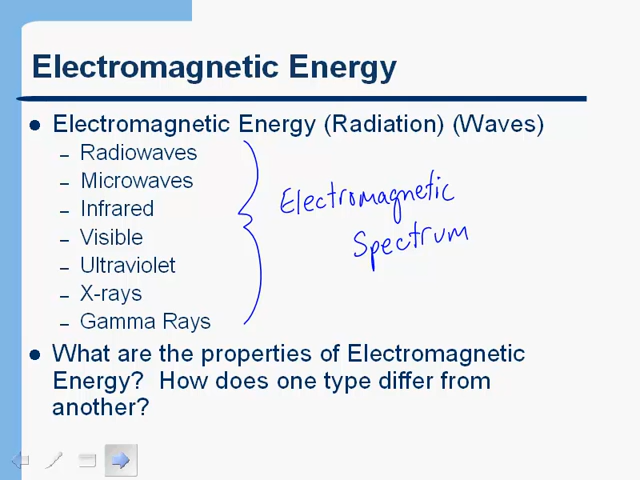 Electromagnetic Energy
● Electromagnetic Energy (Radiation) (Waves)
– Radiowaves
– Microwaves
– Infrared
– Visible
– Ultraviolet
– X-rays
– Gamma Rays
Electromagnetic
Spectrum
● What are the properties of Electromagnetic
Energy? How does one type differ from
another?